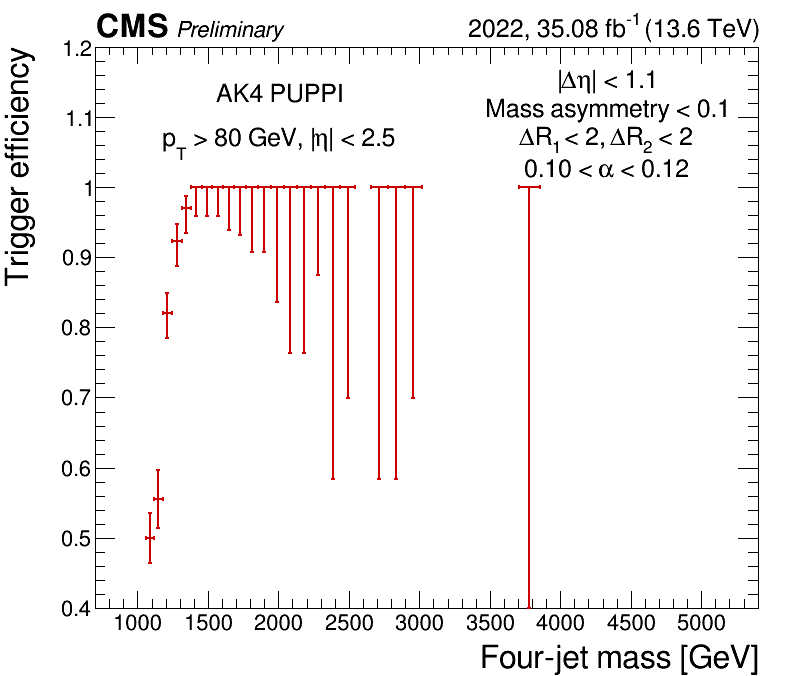 CMS Preliminary 2022, 35.08 fb⁻¹ (13.6 TeV)
Trigger efficiency
AK4 PUPPI
p_T > 80 GeV, |η| < 2.5
|Δη| < 1.1
Mass asymmetry < 0.1
ΔR₁ < 2, ΔR₂ < 2
0.10 < α < 0.12
1.2
1.1
1
0.9
0.8
0.7
0.6
0.5
0.4
1000 1500 2000 2500 3000 3500 4000 4500 5000
Four-jet mass [GeV]